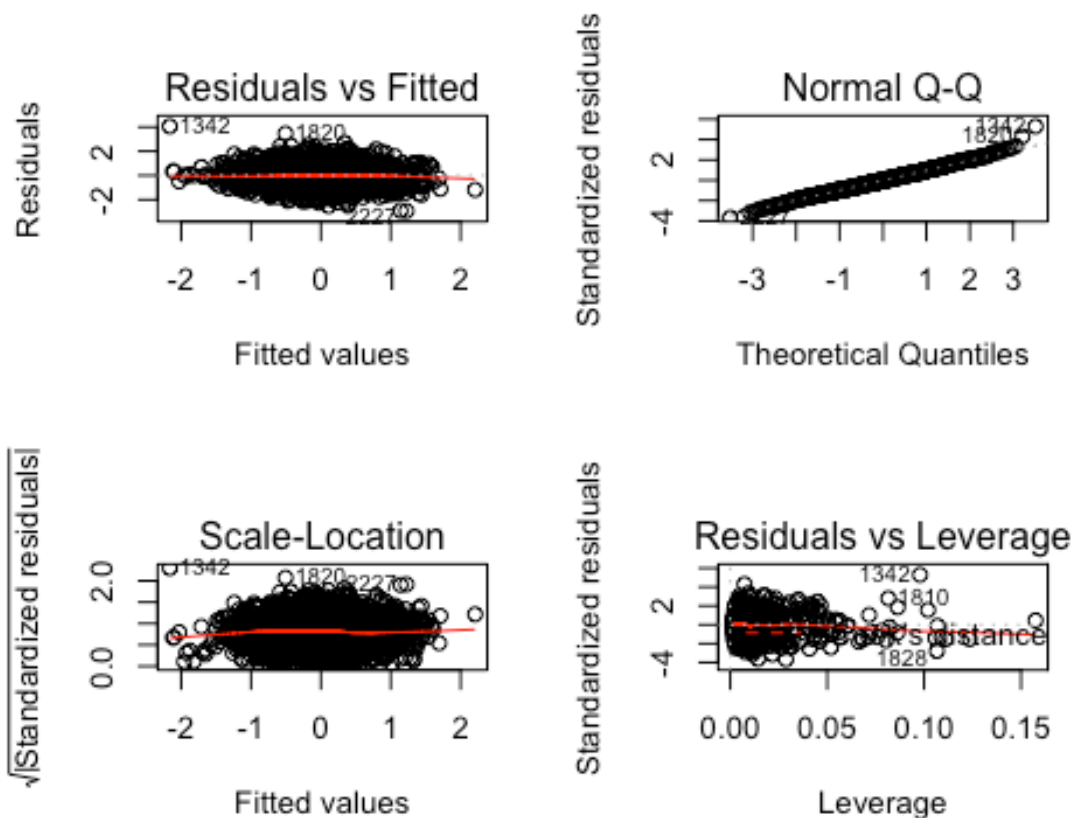 Residuals vs Fitted
Residuals
1342
1820
2227
2
-2
-2 -1 0 1 2
Fitted values
Normal Q-Q
Standardized residuals
1342
1820
2
-4
-3 -1 1 2 3
Theoretical Quantiles
Scale-Location
√|Standardized residuals|
1342
1820
2227
2.0
0.0
-2 -1 0 1 2
Fitted values
Residuals vs Leverage
Standardized residuals
1342
1810
distance
1828
2
-4
0.00 0.05 0.10 0.15
Leverage